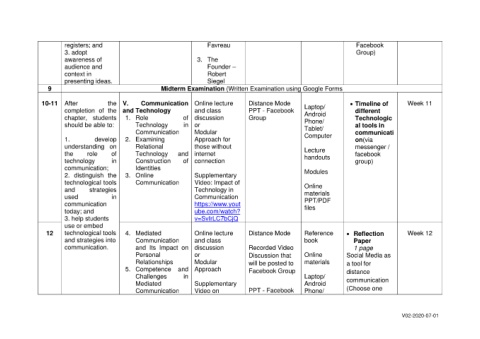 registers; and
3. adopt
awareness of
audience and
context in
presenting ideas.
Favreau
3. The
Founder –
Robert
Siegel
Facebook
Group)
9
Midterm Examination (Written Examination using Google Forms
10-11
After the
completion of the
chapter, students
should be able to:
1. develop
understanding on
the role of
technology in
communication;
2. distinguish the
technological tools
and strategies
used in
communication
today; and
3. help students
use or embed
technological tools
and strategies into
communication.
V. Communication
and Technology
1. Role of
Technology in
Communication
2. Examining
Relational
Technology and
Construction of
Identities
3. Online
Communication
Online lecture
and class
discussion
or
Modular
Approach for
those without
internet
connection
Supplementary
Video: Impact of
Technology in
Communication
https://www.yout
ube.com/watch?
Distance Mode
PPT - Facebook
Group
Laptop/
Android
Phone/
Tablet/
Computer
Lecture
handouts
Modules
Online
materials
PPT/PDF
files
• Timeline of
different
Technologic
al tools in
communicati
on(via
messenger /
facebook
group)
Week 11
12
4. Mediated
Communication
and its Impact on
Personal
Relationships
5. Competence and
Challenges in
Mediated
Communication
Online lecture
and class
discussion
or
Modular
Approach
Supplementary
Video on
Distance Mode
Recorded Video
Discussion that
will be posted to
Facebook Group
PPT - Facebook
Reference
book
Online
materials
Laptop/
Android
Phone/
• Reflection
Paper
1 page
Social Media as
a tool for
distance
communication
(Choose one
Week 12
V02-2020-07-01